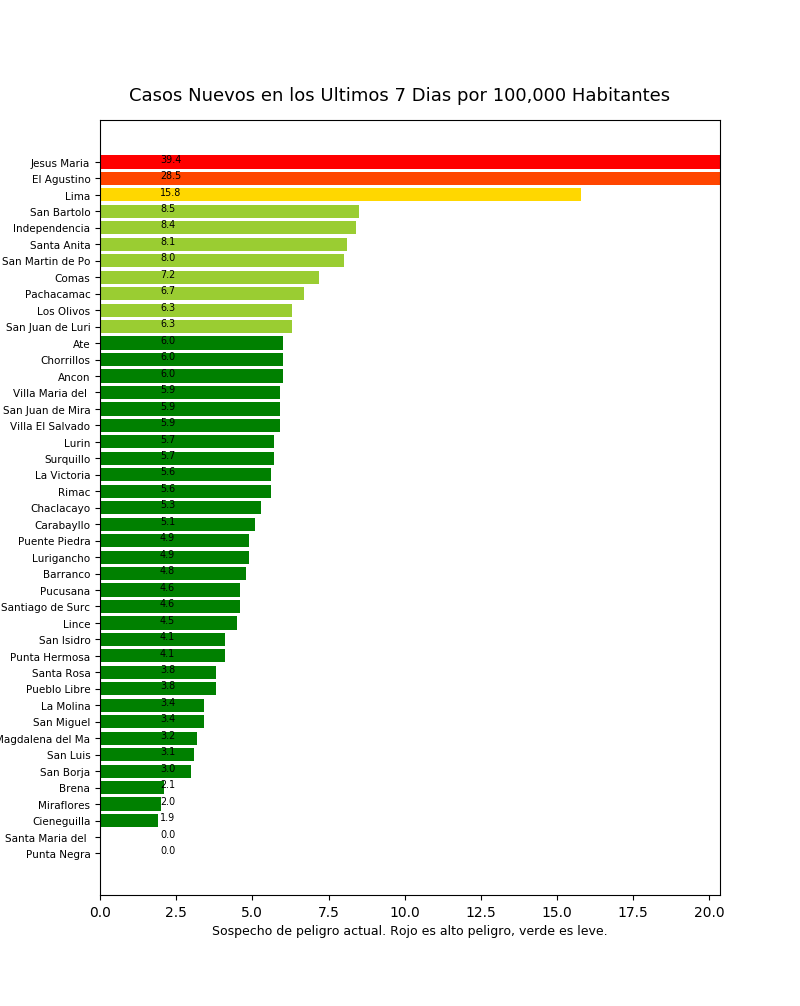 Casos Nuevos en los Ultimos 7 Dias por 100,000 Habitantes
Jesus Maria 39.4
El Agustino 28.5
Lima 15.8
San Bartolo 8.5
Independencia 8.4
Santa Anita 8.1
San Martin de Po 8.0
Comas 7.2
Pachacamac 6.7
Los Olivos 6.3
San Juan de Luri 6.3
Ate 6.0
Chorrillos 6.0
Ancon 6.0
Villa Maria del 5.9
San Juan de Mira 5.9
Villa El Salvado 5.9
Lurin 5.7
Surquillo 5.7
La Victoria 5.6
Rimac 5.6
Chaclacayo 5.3
Carabayllo 5.1
Puente Piedra 4.9
Lurigancho 4.9
Barranco 4.8
Pucusana 4.6
Santiago de Surc 4.6
Lince 4.5
San Isidro 4.1
Punta Hermosa 4.1
Santa Rosa 3.8
Pueblo Libre 3.8
La Molina 3.4
San Miguel 3.4
Magdalena del Ma 3.2
San Luis 3.1
San Borja 3.0
Brena 2.1
Miraflores 2.0
Cieneguilla 1.9
Santa Maria del 0.0
Punta Negra 0.0
0.0 2.5 5.0 7.5 10.0 12.5 15.0 17.5 20.0
Sospecho de peligro actual. Rojo es alto peligro, verde es leve.